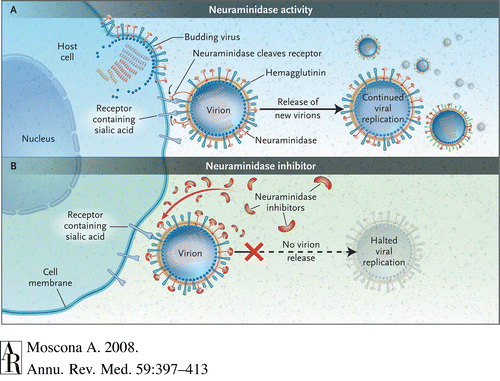 A
Neuraminidase activity
Host
cell
Budding virus
Neuraminidase cleaves receptor
Hemagglutinin
Receptor
containing
sialic acid
Virion
Release of
new virions
Continued
viral
replication
Nucleus
Neuraminidase
B
Neuraminidase inhibitor
Receptor
containing
sialic acid
Neuraminidase
inhibitors
Virion
No virion
release
Halted
viral
replication
Cell
membrane
AR
Moscona A. 2008.
Annu. Rev. Med. 59:397–413